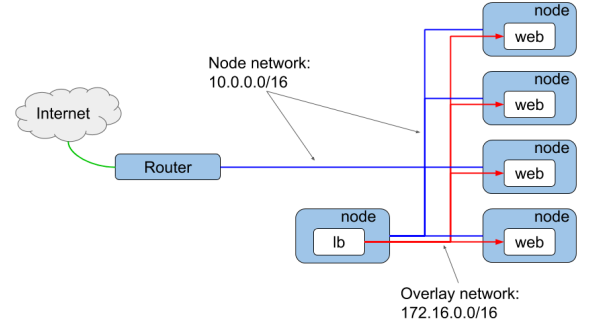 node
web
Node network:
10.0.0.0/16
node
web
Internet
Router
node
web
node
lb
node
web
Overlay network:
172.16.0.0/16